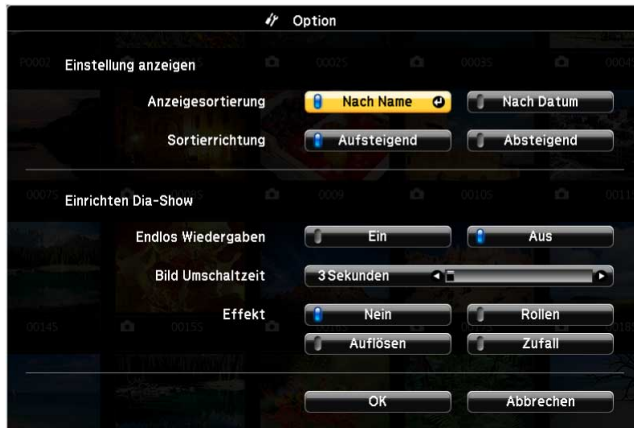 Option
Einstellung anzeigen
Anzeigesortierung Nach Name Nach Datum
Sortierrichtung Aufsteigend Absteigend
Einrichten Dia-Show
Endlos Wiedergaben Ein Aus
Bild Umschaltzeit 3 Sekunden
Effekt Nein Rollen
Auflösen Zufall
OK Abbrechen